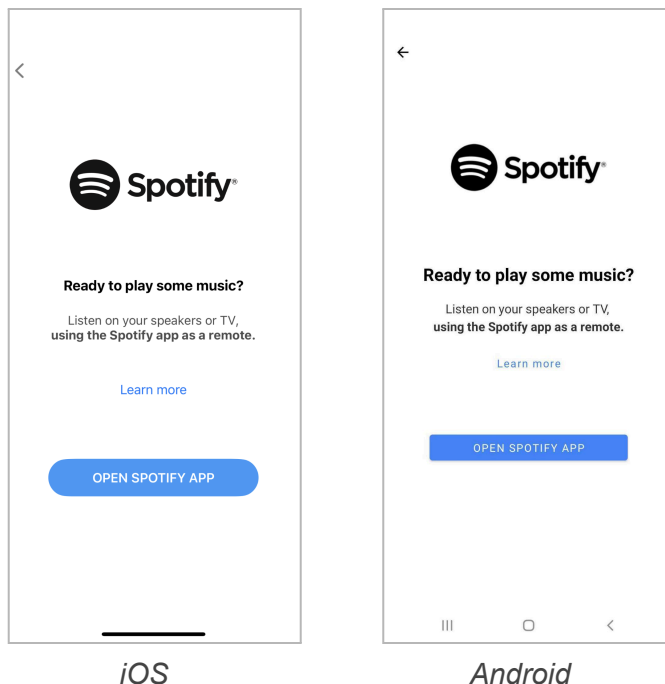 Spotify®
Ready to play some music?
Listen on your speakers or TV,
using the Spotify app as a remote.
Learn more
OPEN SPOTIFY APP
iOS
Spotify®
Ready to play some music?
Listen on your speakers or TV,
using the Spotify app as a remote.
Learn more
OPEN SPOTIFY APP
Android